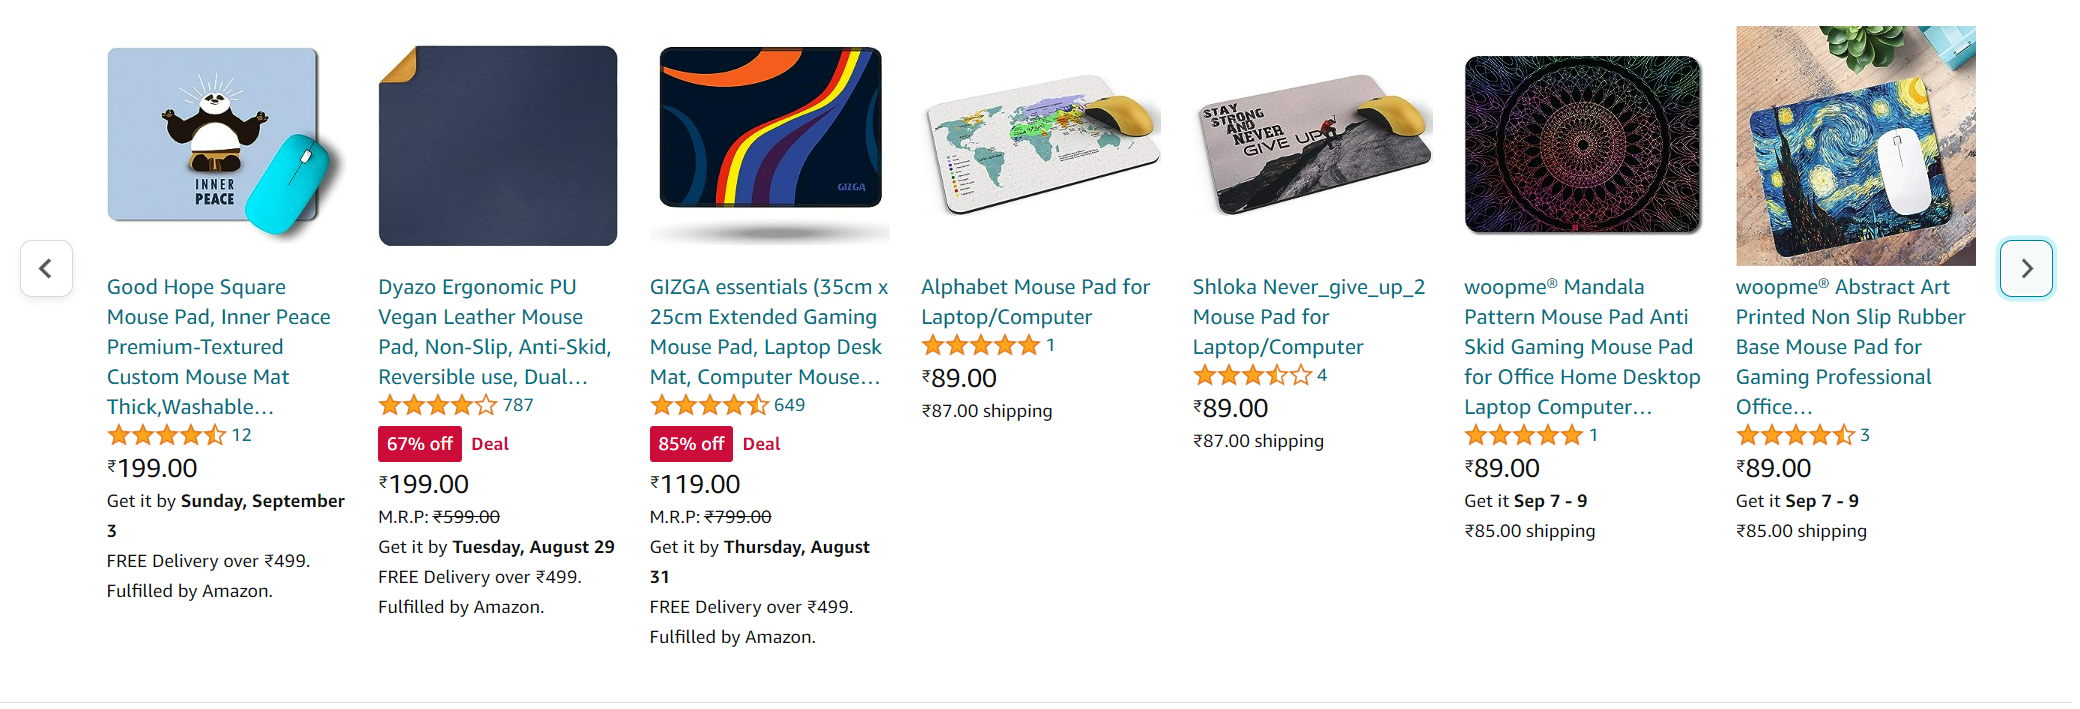 INNER
PEACE
GIZGA
STAY
STRONG
AND
NEVER
GIVE UP
Good Hope Square
Mouse Pad, Inner Peace
Premium-Textured
Custom Mouse Mat
Thick,Washable…
12
₹199.00
Get it by Sunday, September
3
FREE Delivery over ₹499.
Fulfilled by Amazon.
Dyazo Ergonomic PU
Vegan Leather Mouse
Pad, Non-Slip, Anti-Skid,
Reversible use, Dual…
787
67% off Deal
₹199.00
M.R.P: ₹599.00
Get it by Tuesday, August 29
FREE Delivery over ₹499.
Fulfilled by Amazon.
GIZGA essentials (35cm x
25cm Extended Gaming
Mouse Pad, Laptop Desk
Mat, Computer Mouse…
649
85% off Deal
₹119.00
M.R.P: ₹799.00
Get it by Thursday, August
31
FREE Delivery over ₹499.
Fulfilled by Amazon.
Alphabet Mouse Pad for
Laptop/Computer
1
₹89.00
₹87.00 shipping
Shloka Never_give_up_2
Mouse Pad for
Laptop/Computer
4
₹89.00
₹87.00 shipping
woopme® Mandala
Pattern Mouse Pad Anti
Skid Gaming Mouse Pad
for Office Home Desktop
Laptop Computer…
1
₹89.00
Get it Sep 7 - 9
₹85.00 shipping
woopme® Abstract Art
Printed Non Slip Rubber
Base Mouse Pad for
Gaming Professional
Office…
3
₹89.00
Get it Sep 7 - 9
₹85.00 shipping